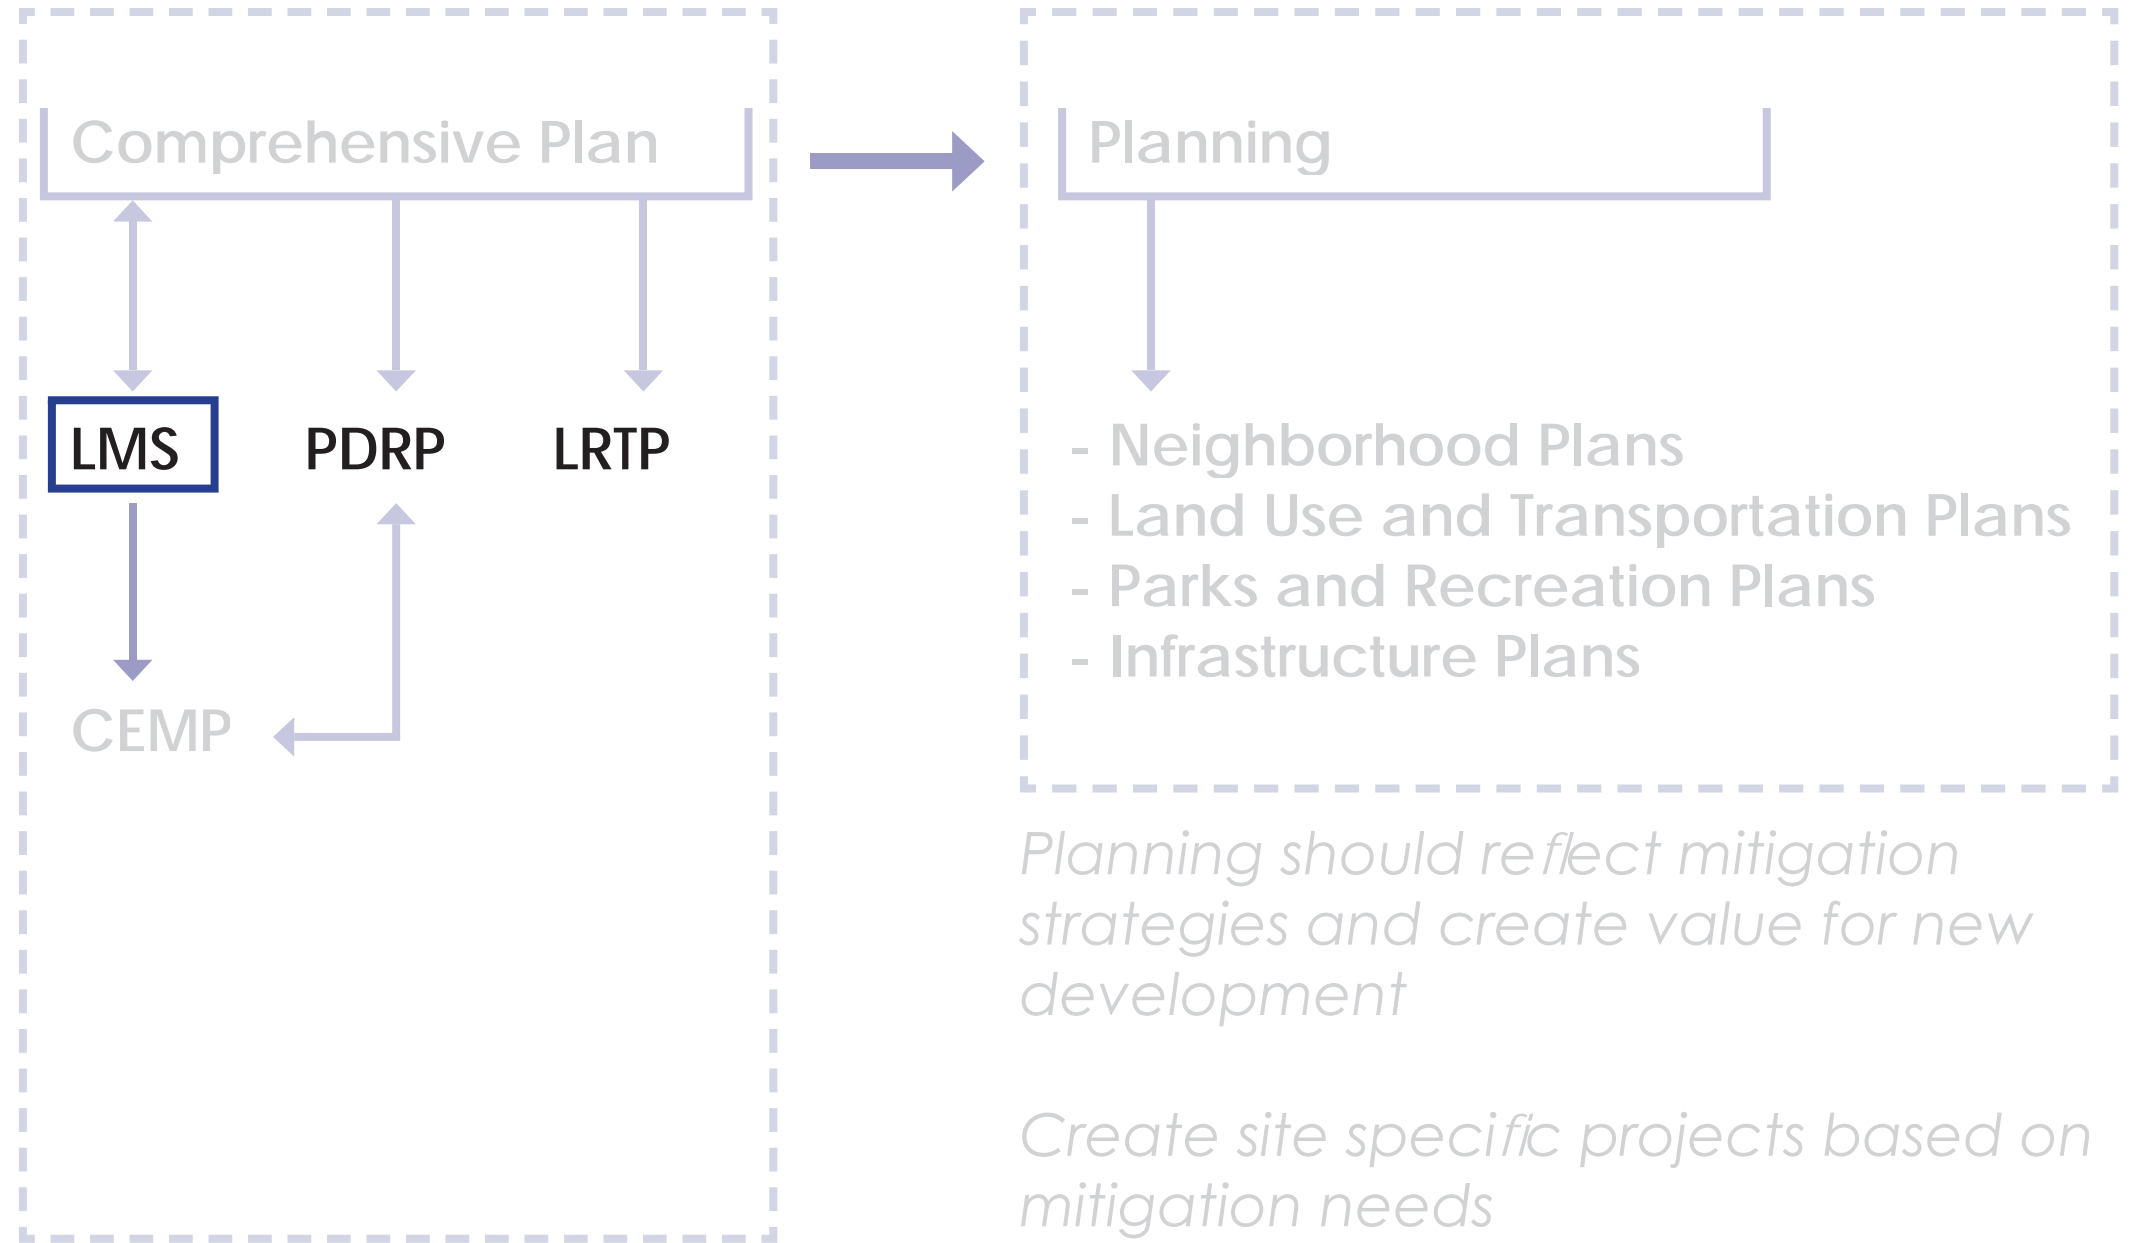 Comprehensive Plan
Planning
LMS
PDRP
LRTP
CEMP
- Neighborhood Plans
- Land Use and Transportation Plans
- Parks and Recreation Plans
- Infrastructure Plans
Planning should reflect mitigation
strategies and create value for new
development
Create site specific projects based on
mitigation needs